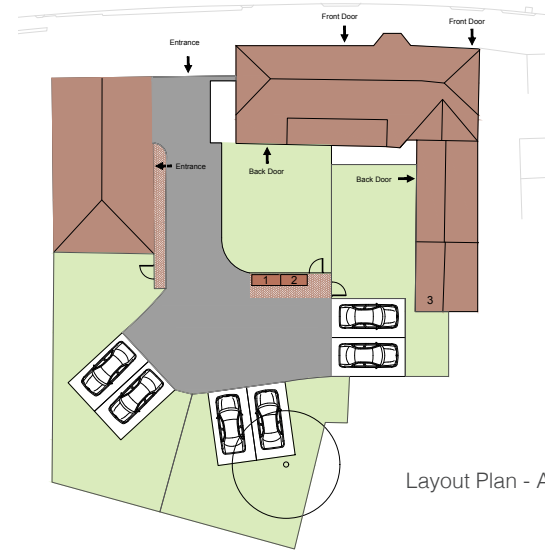 Front Door
Front Door
Entrance
Entrance
Back Door
Back Door
1 2
3
Layout Plan - A